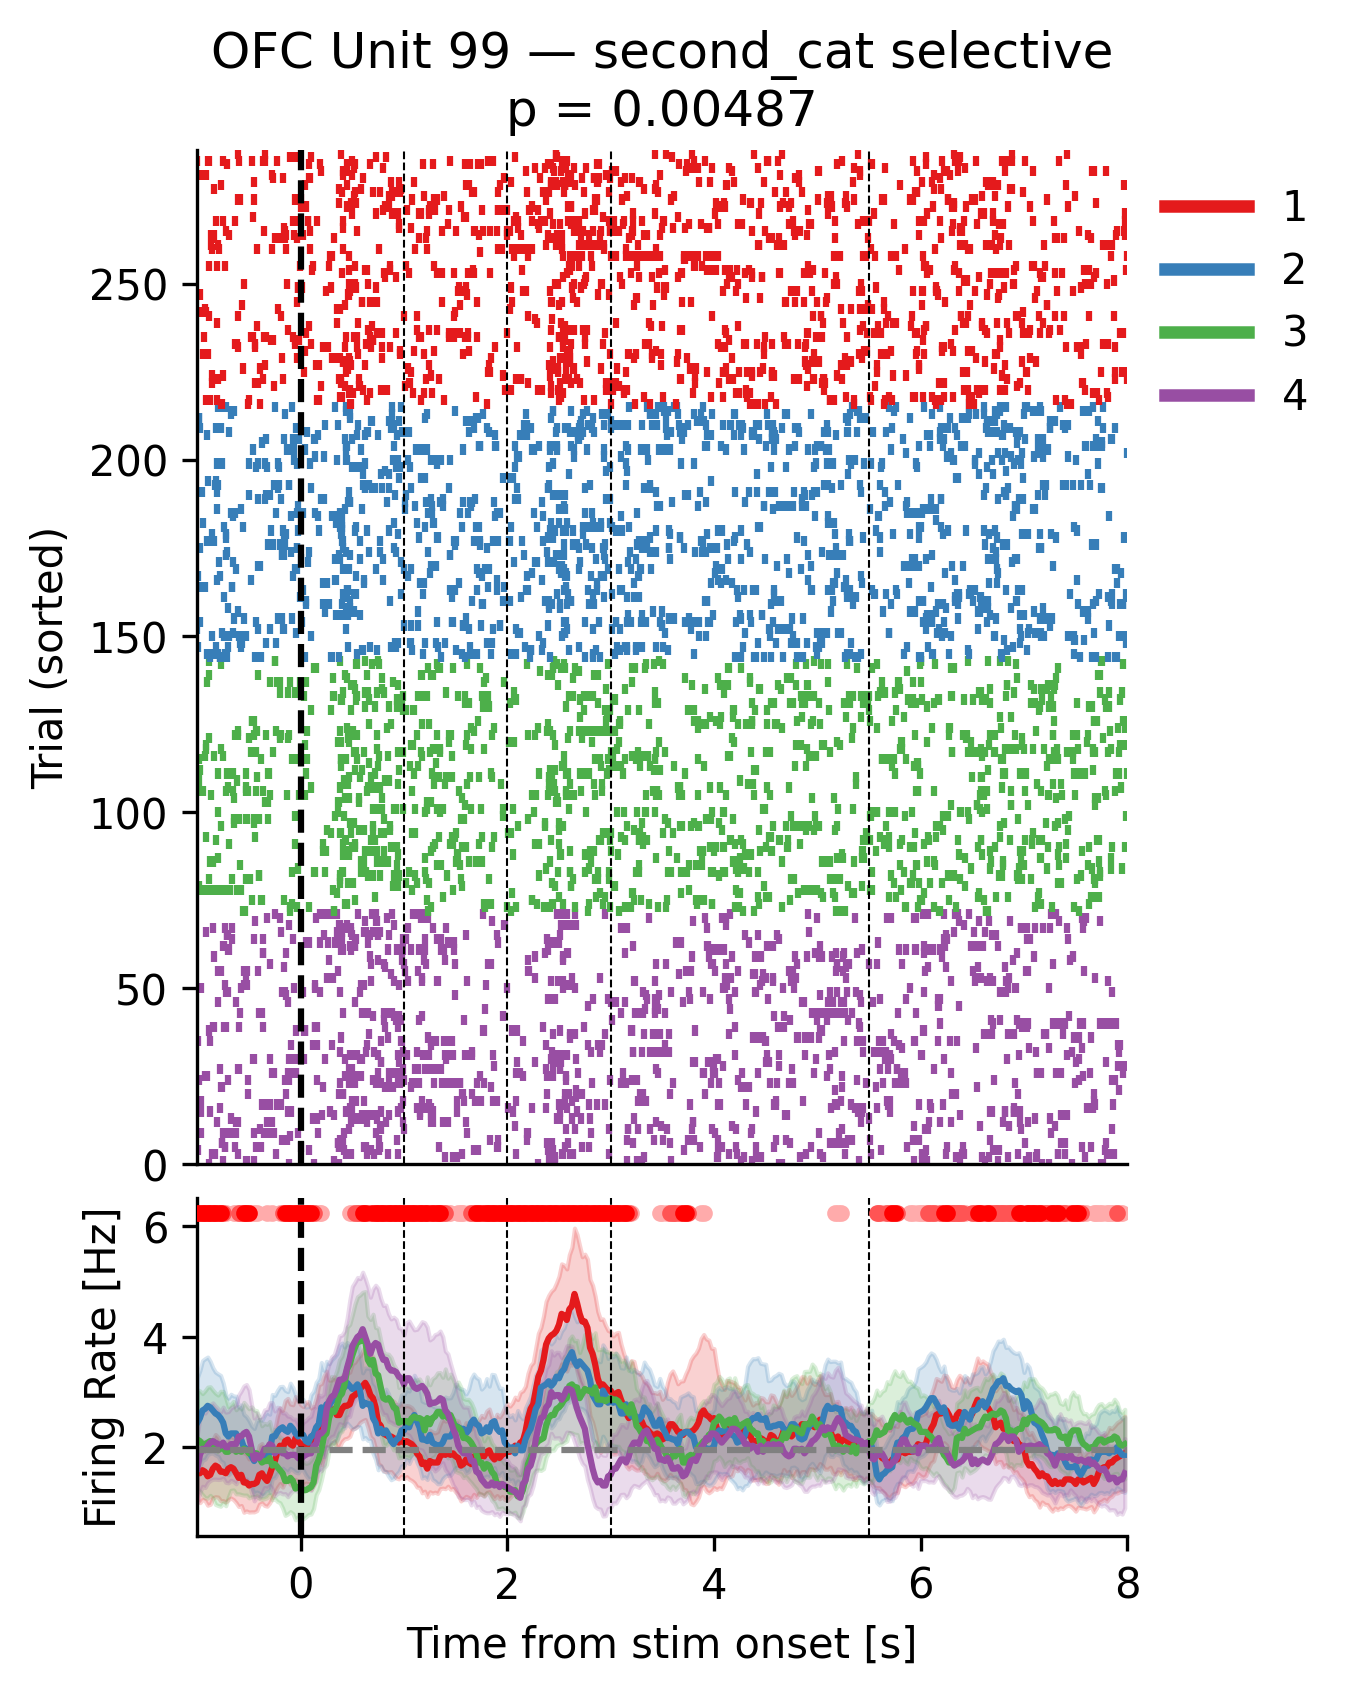 OFC Unit 99 — second_cat selective
p = 0.00487
1
2
3
4
250
200
150
100
50
0
Trial (sorted)
6
4
2
Firing Rate [Hz]
0 2 4 6 8
Time from stim onset [s]